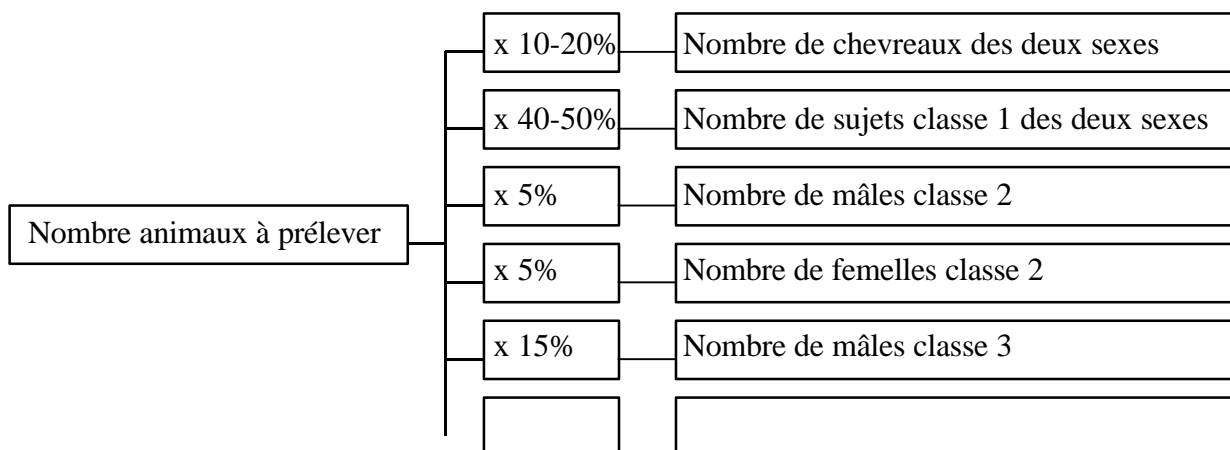 x 10-20% Nombre de chevreaux des deux sexes
x 40-50% Nombre de sujets classe 1 des deux sexes
x 5% Nombre de mâles classe 2
Nombre animaux à prélever
x 5% Nombre de femelles classe 2
x 15% Nombre de mâles classe 3